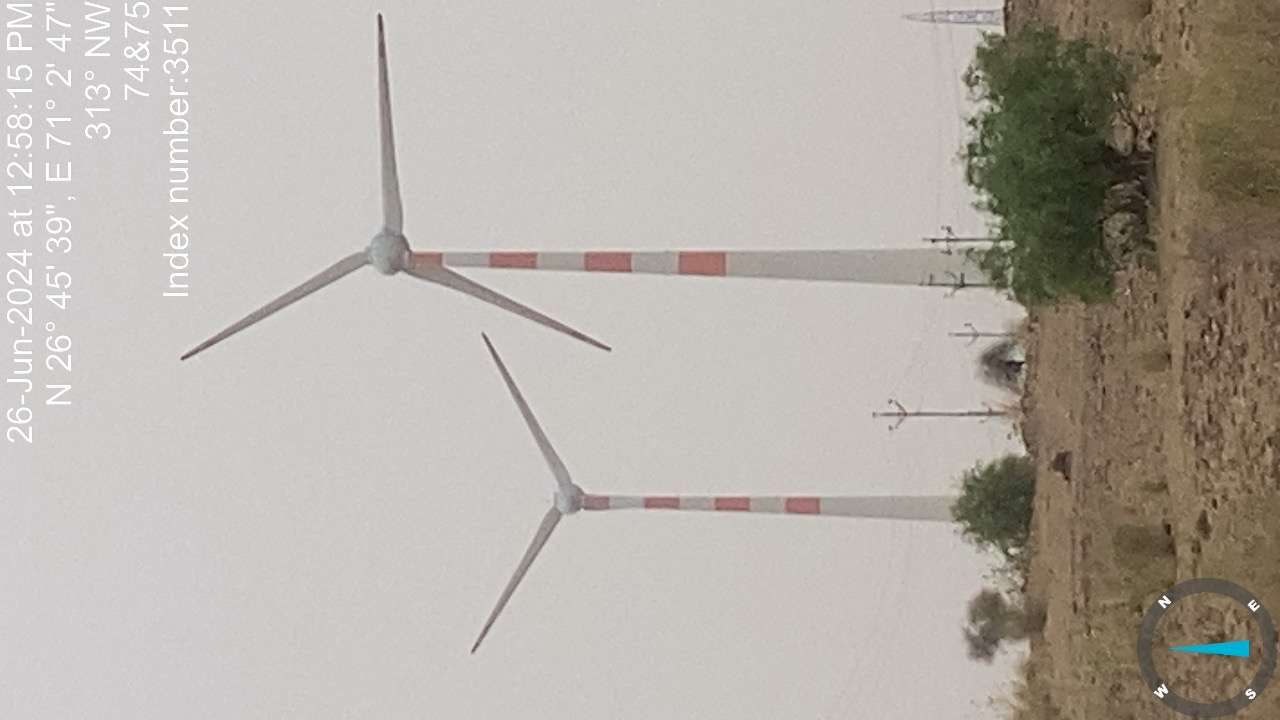 26-Jun-2024 at 12:58:15 PM
N 26° 45' 39", E 71° 2' 47"
313° NW
74&75
Index number:3511
N
E
S
W